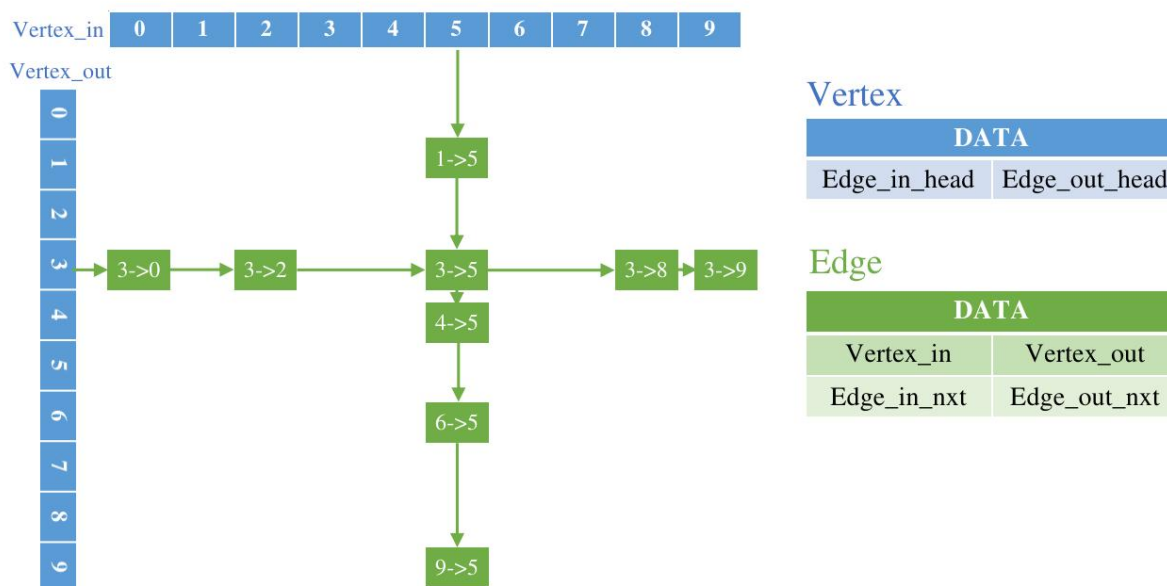 Vertex_in 0 1 2 3 4 5 6 7 8 9
Vertex_out
0
1
2
3
4
5
6
7
8
9
1->5
3->0 3->2 3->5 3->8 3->9
4->5
6->5
9->5
Vertex
DATA
Edge_in_head Edge_out_head
Edge
DATA
Vertex_in Vertex_out
Edge_in_nxt Edge_out_nxt